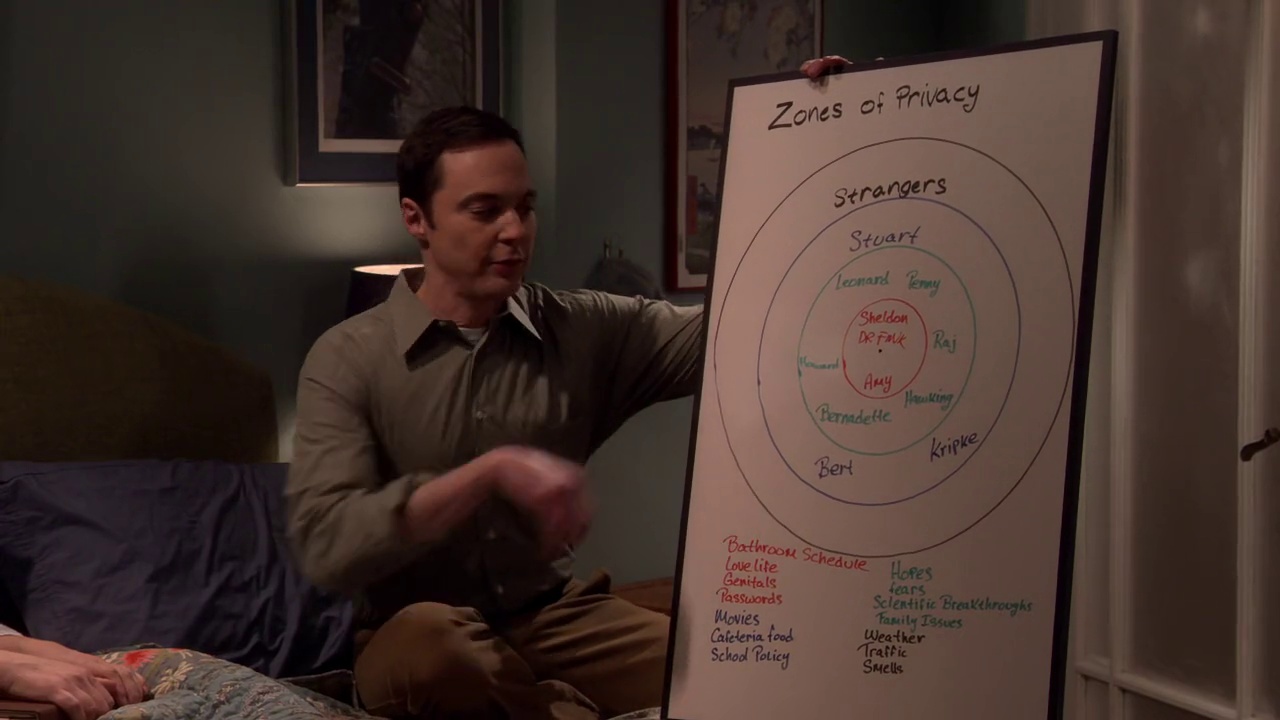 Zones of Privacy
Strangers
Stuart
Leonard Penny
Sheldon
DR. FMK
Raj
Howard
Amy
Hawking
Bernadette
Kripke
Bert
Bathroom Schedule
Love life
Genitals
Passwords
Movies
Cafeteria food
School Policy
Hopes
fears
Scientific Breakthroughs
Family Issues
Weather
Traffic
Smells